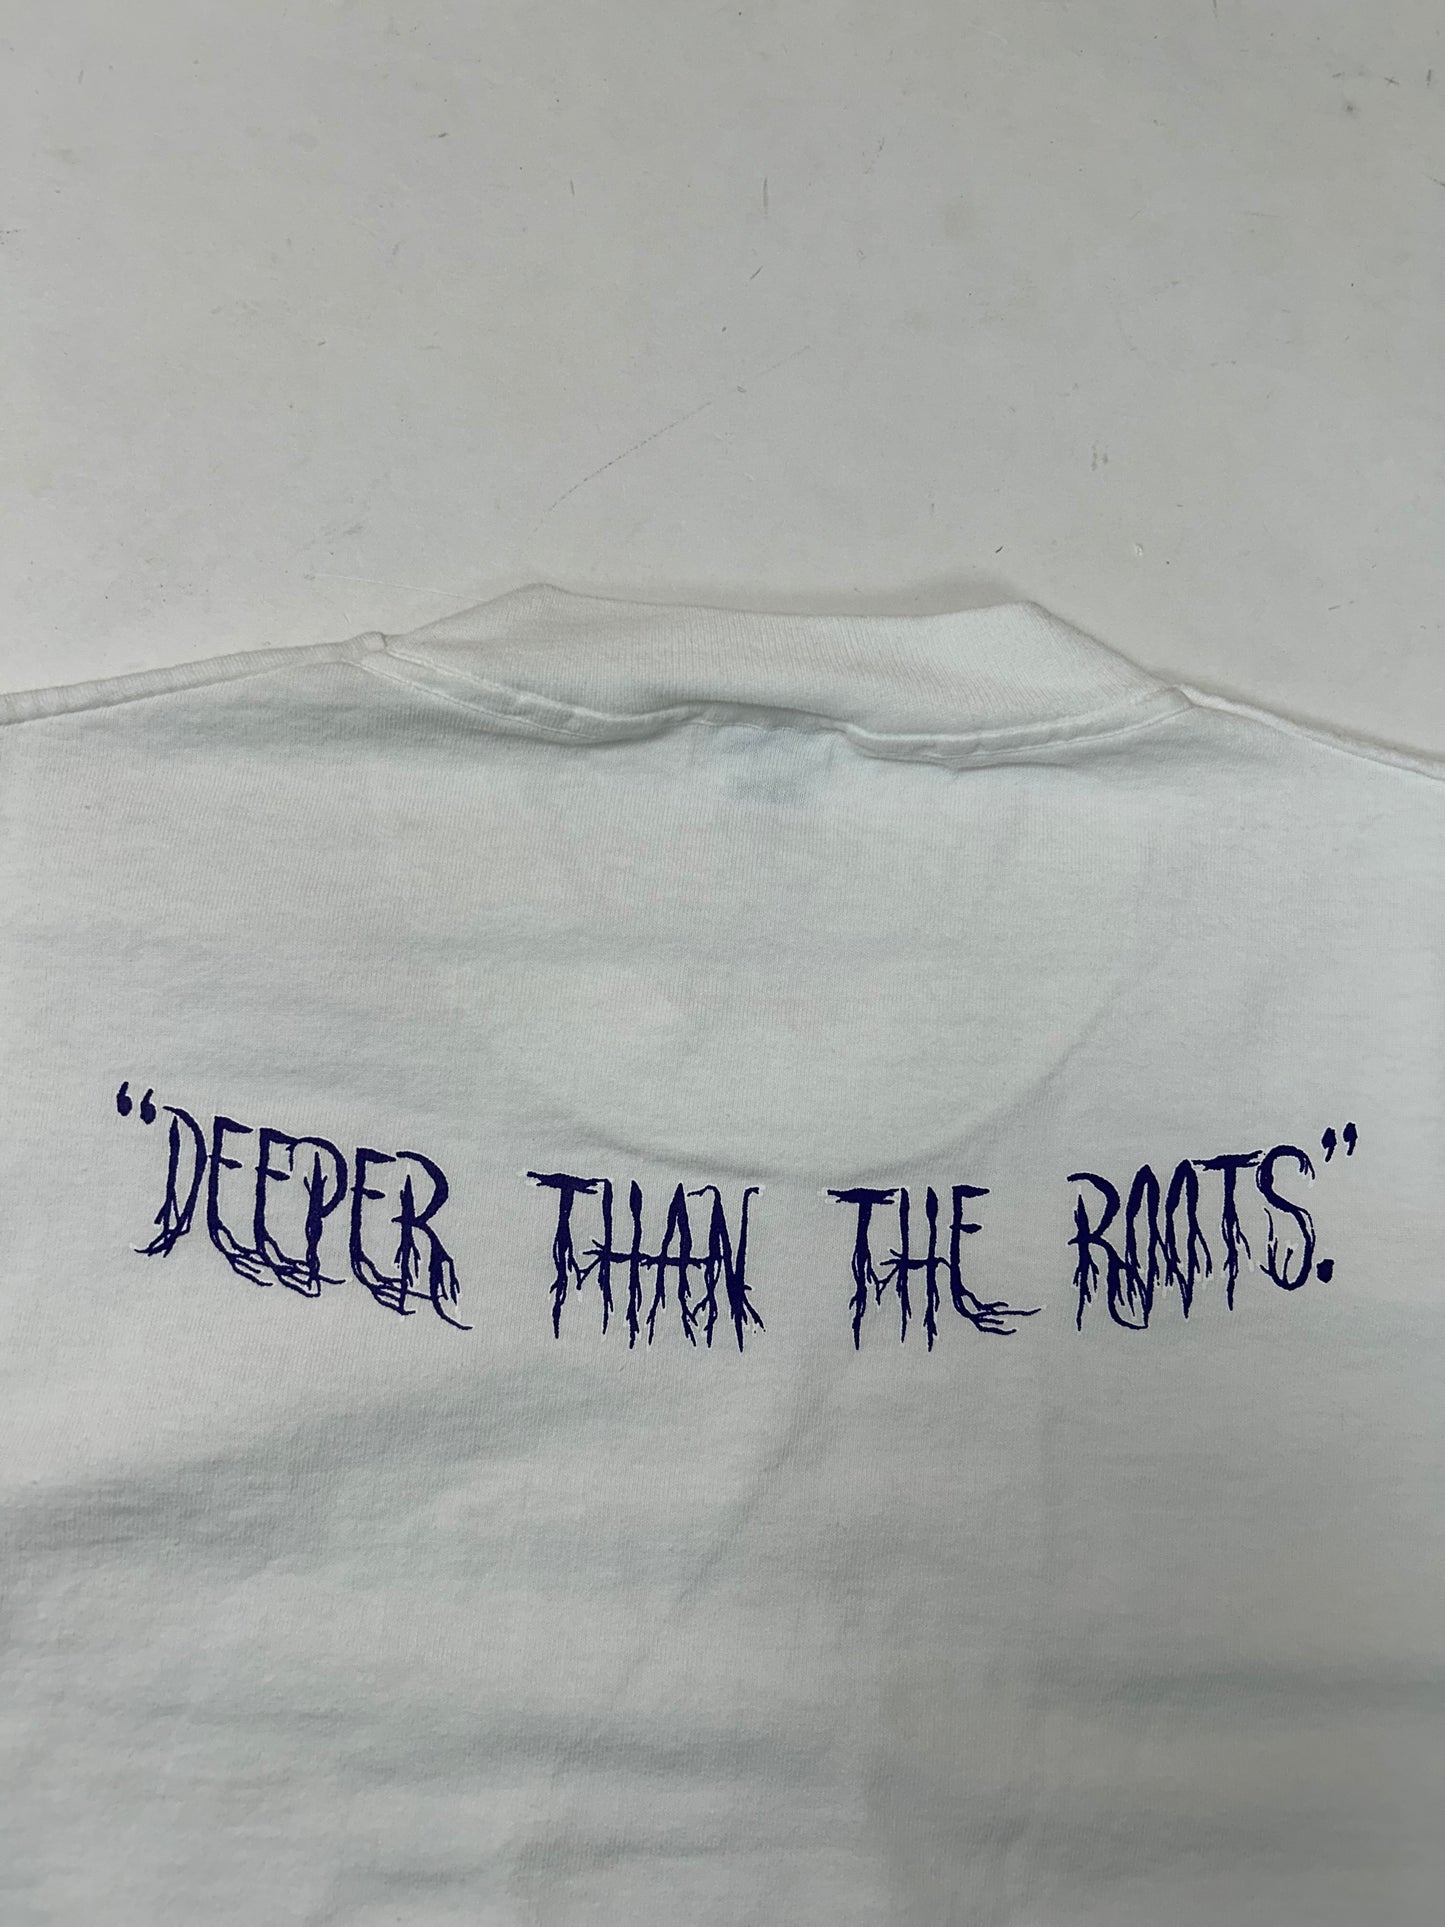 “DEEPER THAN THE ROOTS.”